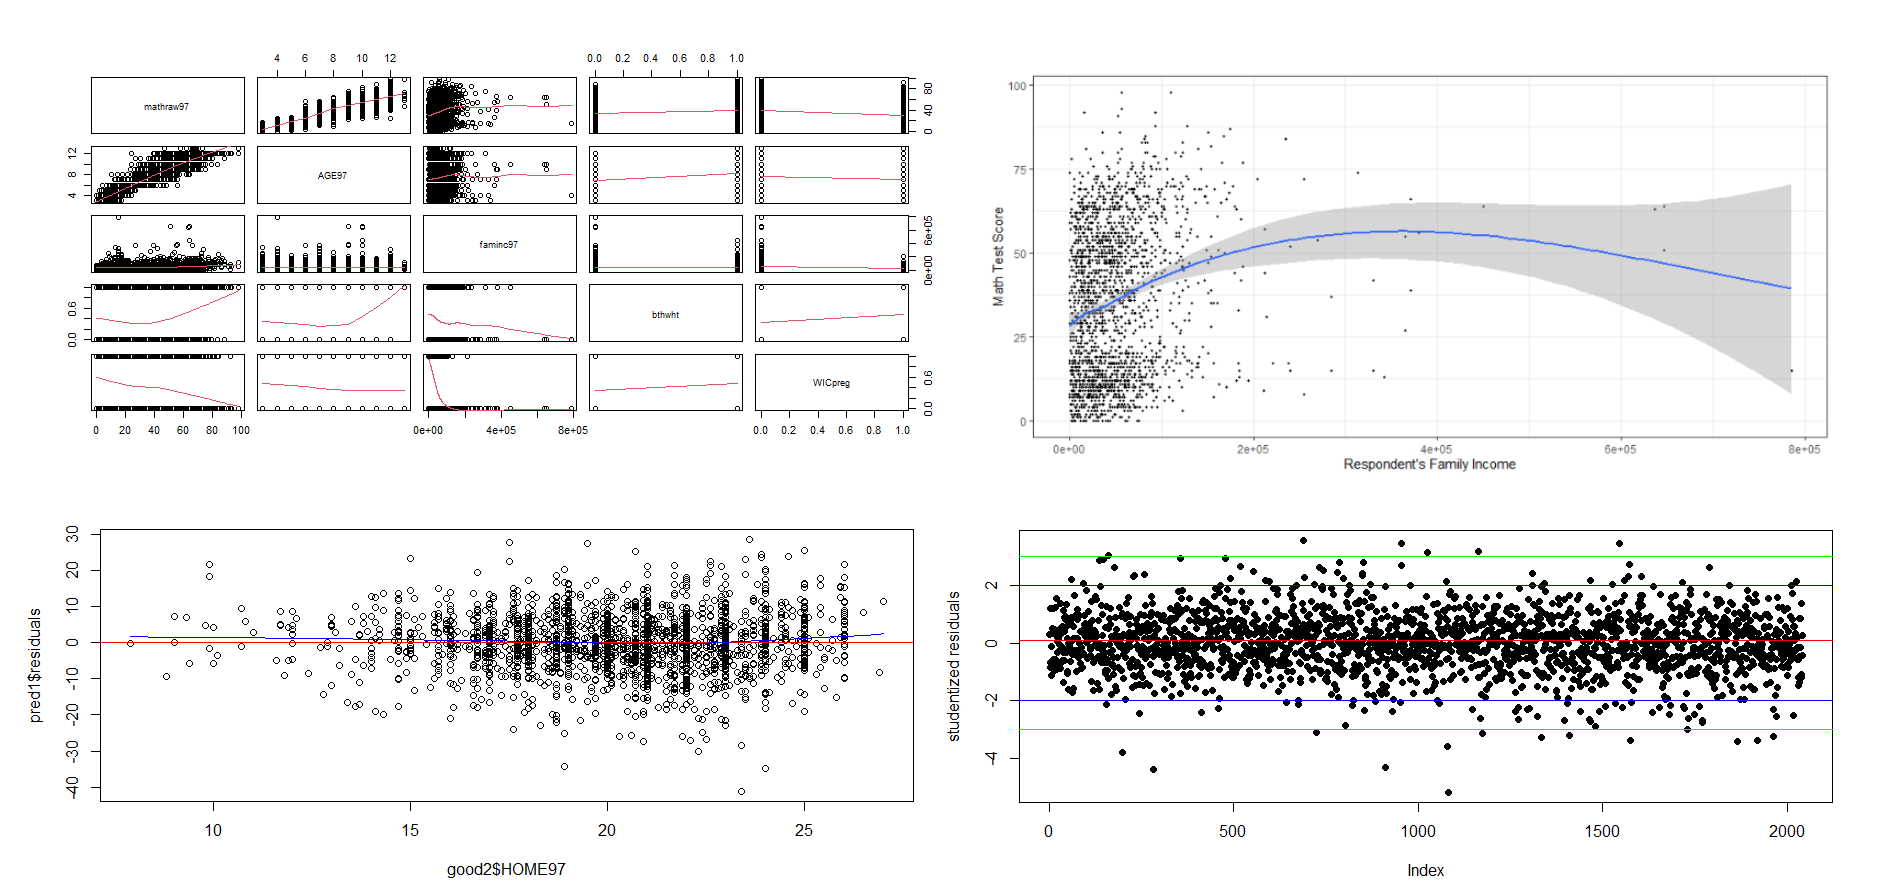 4 6 8 10 12
0.0 0.2 0.4 0.6 0.8 1.0
mathraw97
0 40 80
4 8 12
AGE97
faminc97
0e+00 6e+05
0.0 0.6
bthwht
WICpreg
0.0 0.6
0 20 40 60 80 100
0e+00 4e+05 8e+05
0.0 0.2 0.4 0.6 0.8 1.0
100
75
50
25
0
Math Test Score
0e+00 2e+05 4e+05 6e+05 8e+05
Respondent's Family Income
30
20
10
0
-10
-20
-30
-40
pred1$residuals
10 15 20 25
good2$HOME97
2
0
-2
-4
studentized residuals
0 500 1000 1500 2000
Index